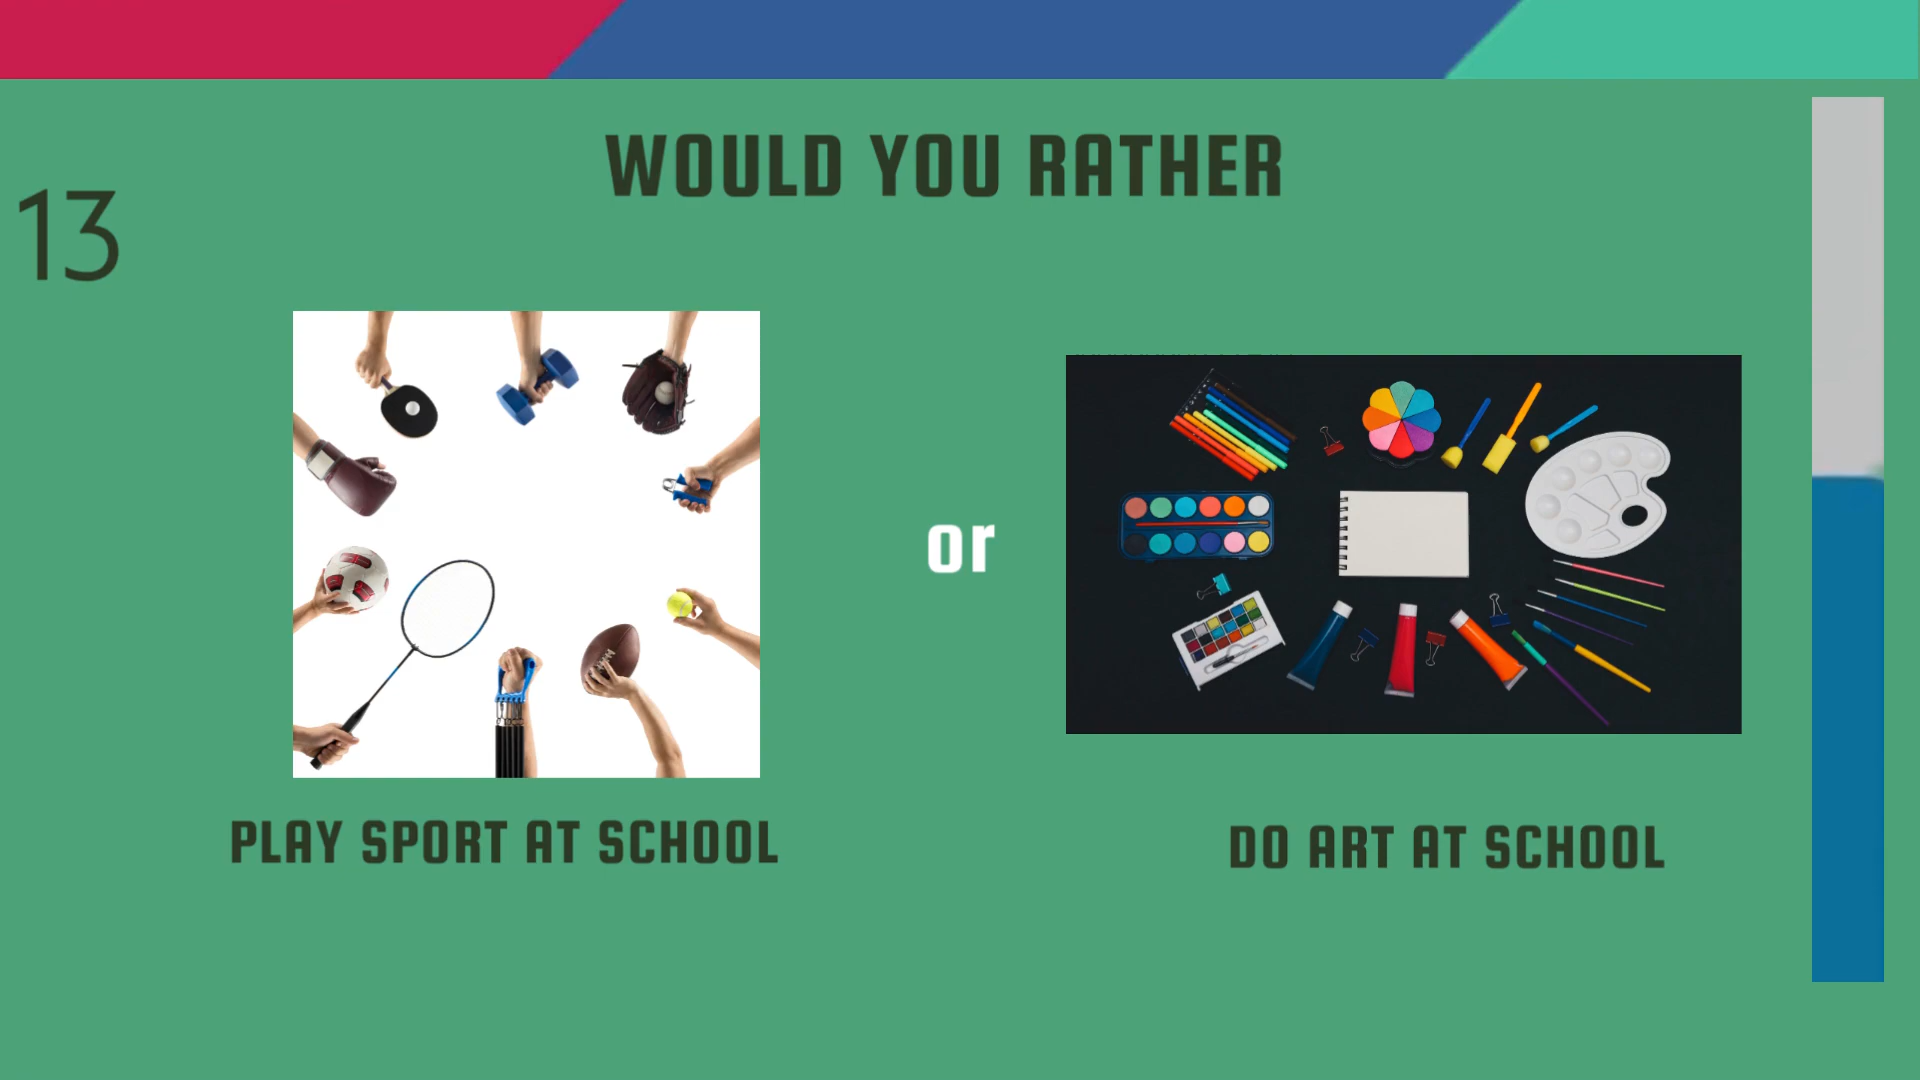 WOULD YOU RATHER
13
or
PLAY SPORT AT SCHOOL
DO ART AT SCHOOL